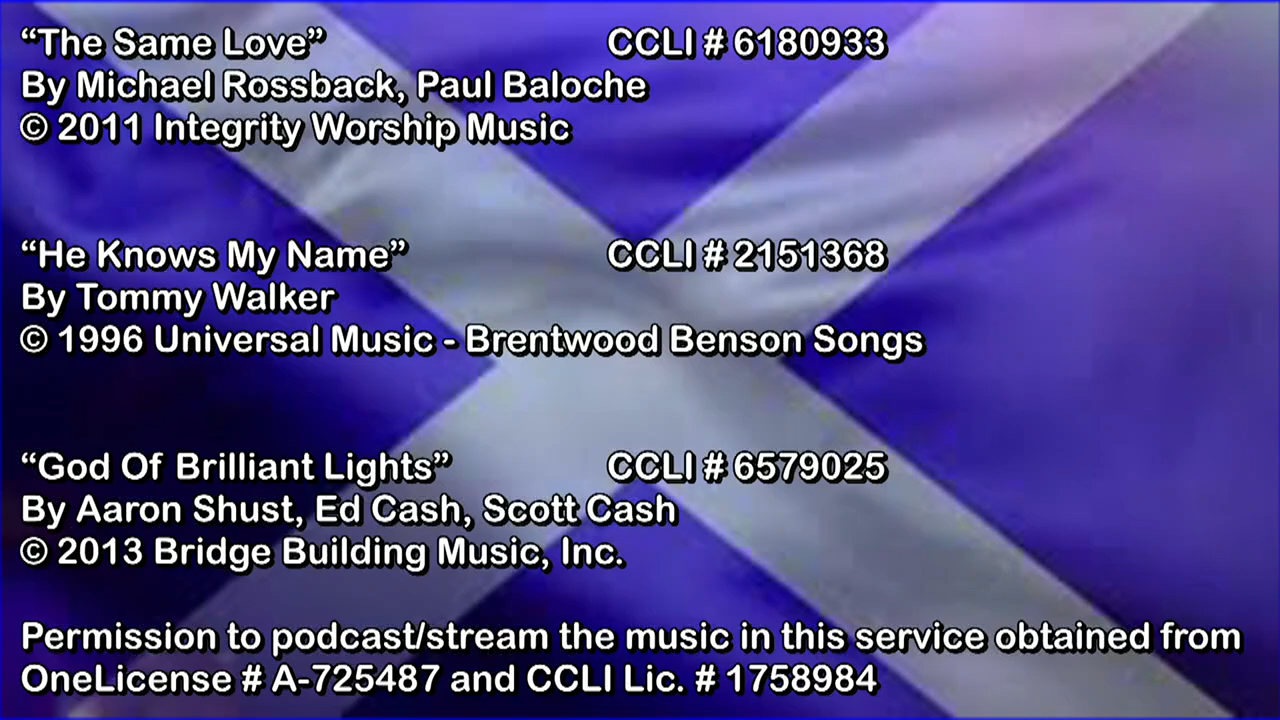 “The Same Love” CCLI # 6180933
By Michael Rossback, Paul Baloche
© 2011 Integrity Worship Music
“He Knows My Name” CCLI # 2151368
By Tommy Walker
© 1996 Universal Music - Brentwood Benson Songs
“God Of Brilliant Lights” CCLI # 6579025
By Aaron Shust, Ed Cash, Scott Cash
© 2013 Bridge Building Music, Inc.
Permission to podcast/stream the music in this service obtained from
OneLicense # A-725487 and CCLI Lic. # 1758984